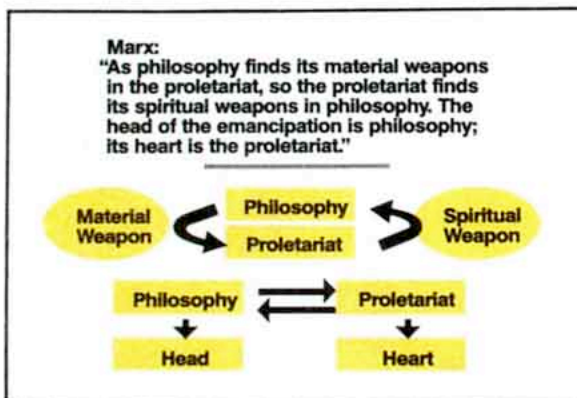 Marx:
“As philosophy finds its material weapons
in the proletariat, so the proletariat finds
its spiritual weapons in philosophy. The
head of the emancipation is philosophy;
its heart is the proletariat.”
Material
Weapon
Philosophy
Proletariat
Spiritual
Weapon
Philosophy
Proletariat
Head
Heart